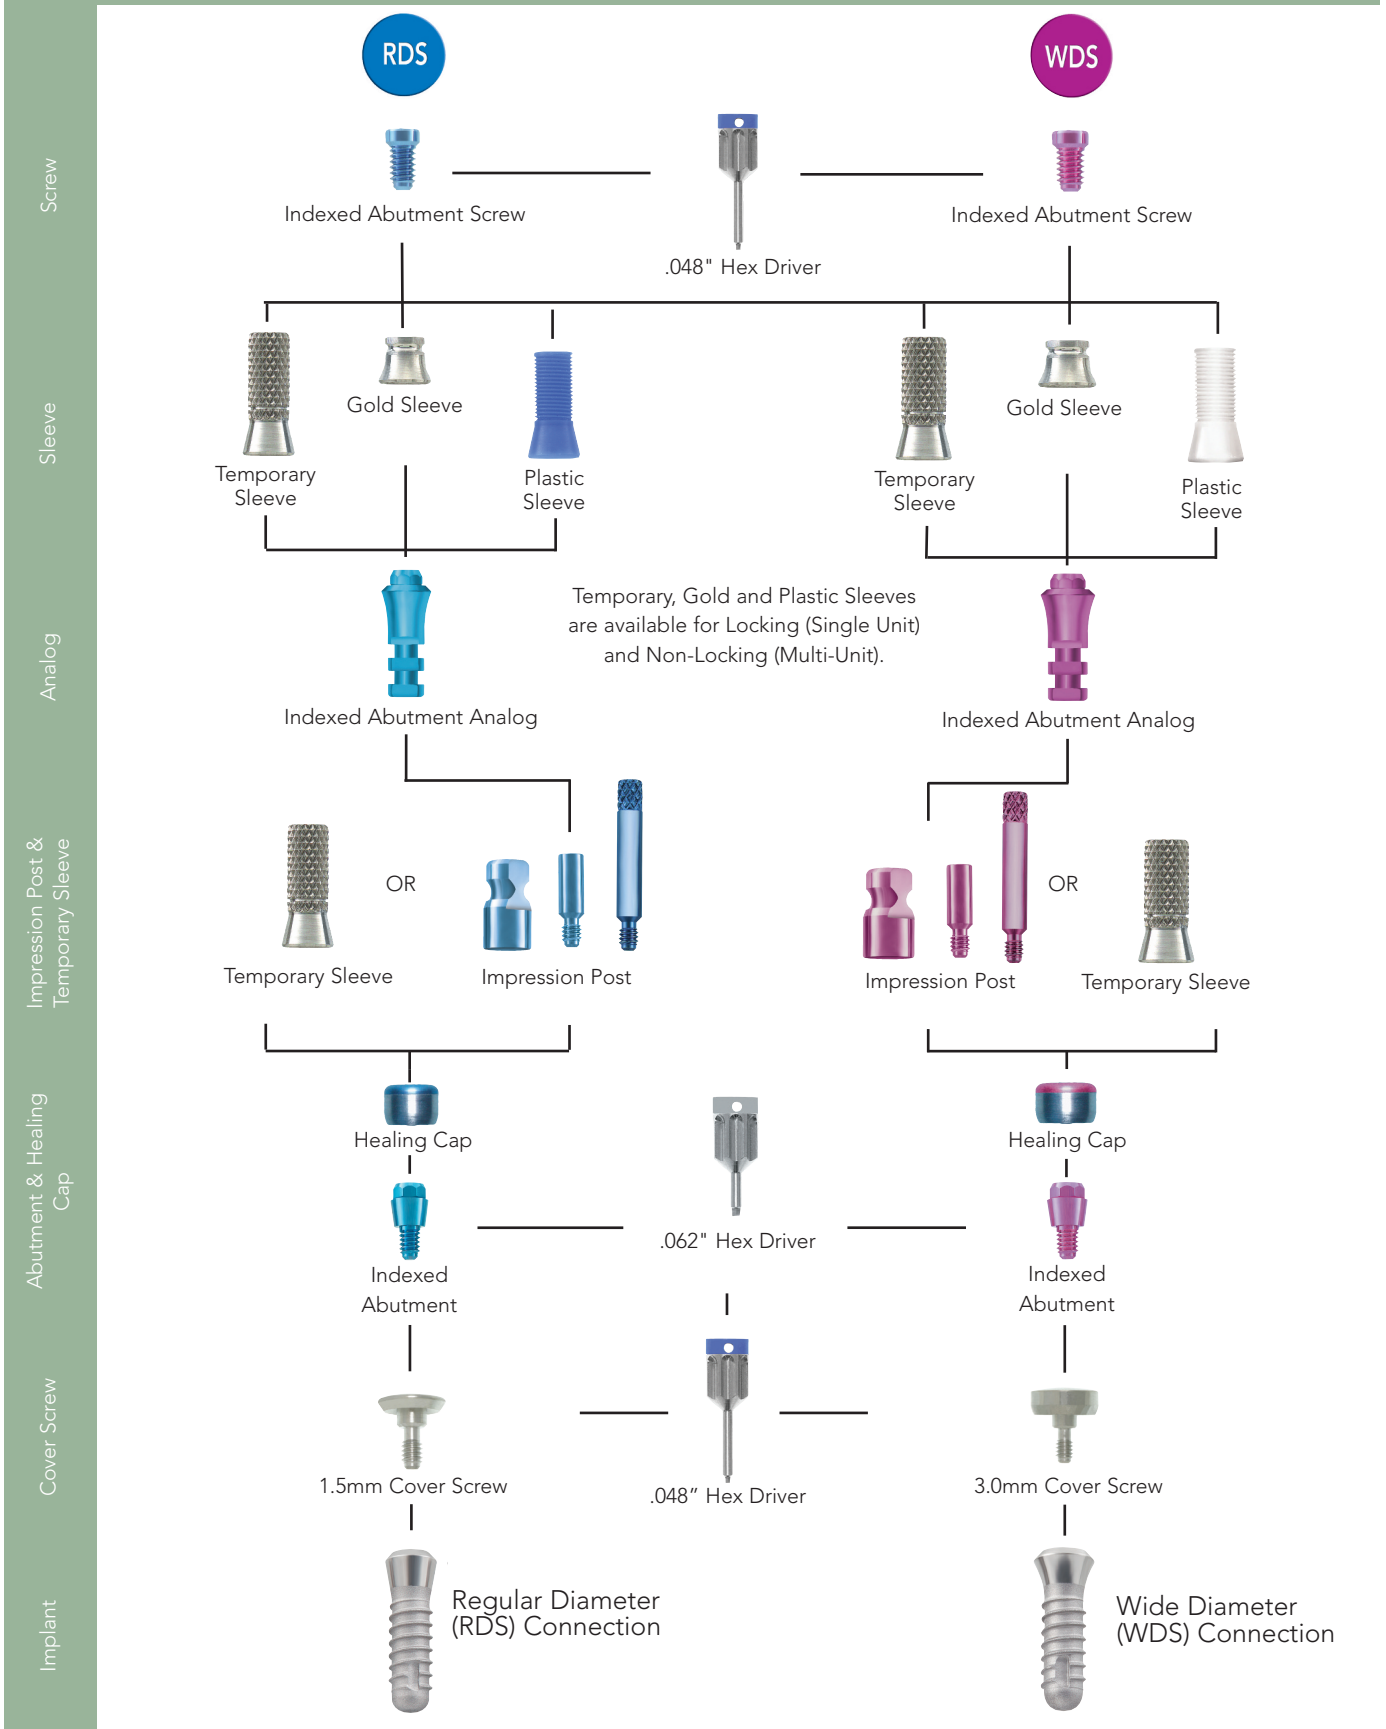 RDS
WDS
Screw
Indexed Abutment Screw
Indexed Abutment Screw
.048" Hex Driver
Sleeve
Gold Sleeve
Gold Sleeve
Temporary
Sleeve
Plastic
Sleeve
Temporary
Sleeve
Plastic
Sleeve
Analog
Temporary, Gold and Plastic Sleeves
are available for Locking (Single Unit)
and Non-Locking (Multi-Unit).
Indexed Abutment Analog
Indexed Abutment Analog
Impression Post &
Temporary Sleeve
OR
OR
Temporary Sleeve
Impression Post
Impression Post
Temporary Sleeve
Abutment & Healing
Cap
Healing Cap
Healing Cap
.062" Hex Driver
Indexed
Abutment
Indexed
Abutment
Cover Screw
1.5mm Cover Screw
.048” Hex Driver
3.0mm Cover Screw
Implant
Regular Diameter
(RDS) Connection
Wide Diameter
(WDS) Connection